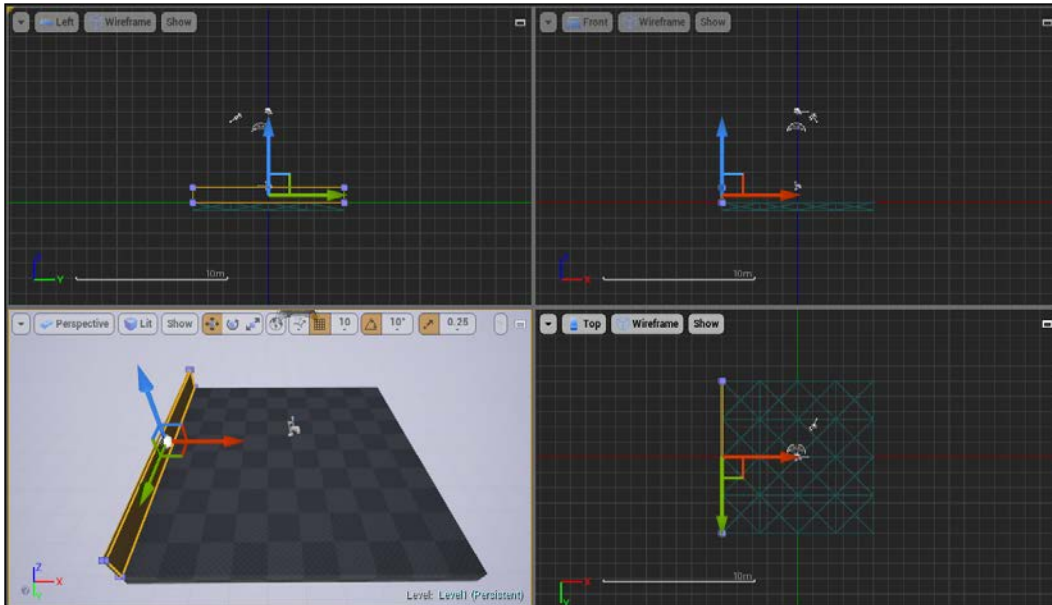 Left Wireframe Show
Z
Y
10m
Front Wireframe Show
Z
X
10m
Perspective Lit Show 10 10° 0.25
Z
X
Y
Level: Level1 (Persistent)
Top Wireframe Show
X
Y
10m